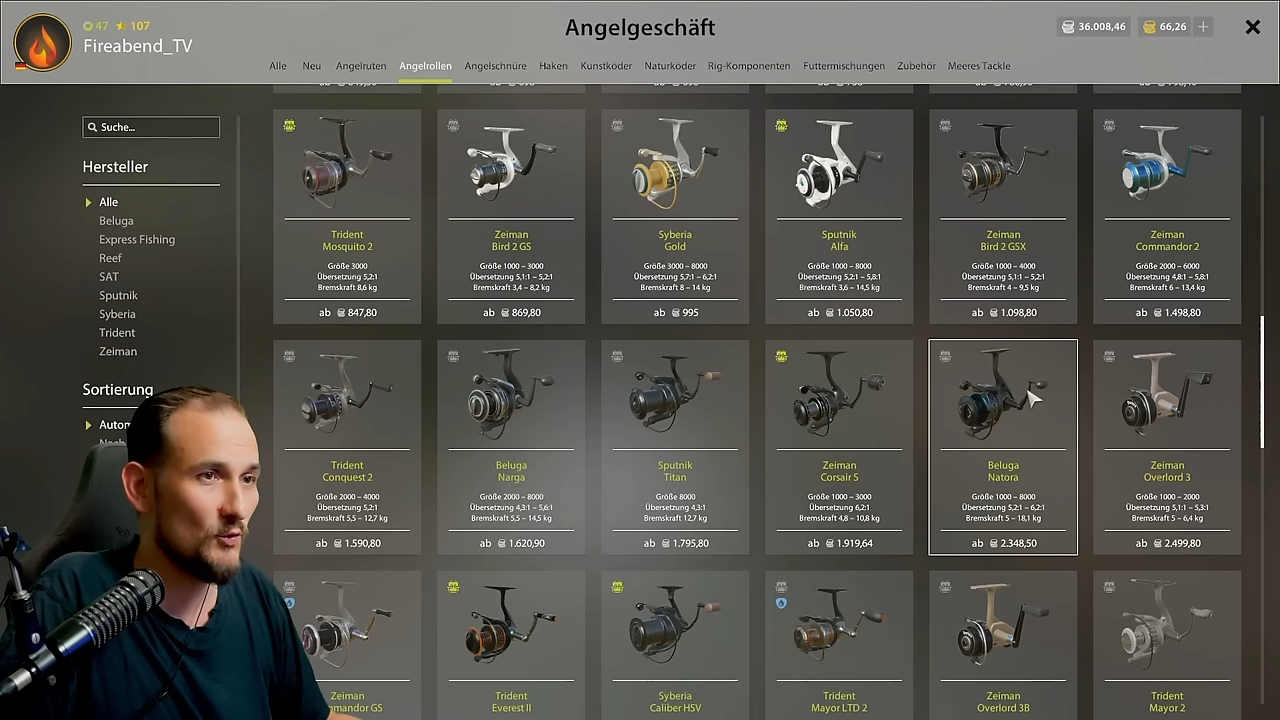 47 107
Fireabend_TV
Angelgeschäft
36.008,46
66,26 +
Alle Neu Angelruten Angelrollen Angelschnüre Haken Kunstköder Naturköder Rig-Komponenten Futtermischungen Zubehör Meeres Tackle
Suche...
Hersteller
Alle
Beluga
Express Fishing
Reef
SAT
Sputnik
Syberia
Trident
Zeiman
Sortierung
Trident
Mosquito 2
Größe 3000
Übersetzung 5,2:1
Bremskraft 8,6 kg
ab 847,80
Zeiman
Bird 2 GS
Größe 1000 – 3000
Übersetzung 5,1:1 – 5,2:1
Bremskraft 3,4 – 8,2 kg
ab 869,80
Syberia
Gold
Größe 3000 – 8000
Übersetzung 5,7:1 – 6,2:1
Bremskraft 8 – 14 kg
ab 995
Sputnik
Alfa
Größe 1000 – 8000
Übersetzung 5,2:1 – 5,8:1
Bremskraft 3,6 – 14,5 kg
ab 1.050,80
Zeiman
Bird 2 GSX
Größe 1000 – 4000
Übersetzung 5,1:1 – 5,2:1
Bremskraft 4 – 9,5 kg
ab 1.098,80
Zeiman
Commander 2
Größe 2000 – 6000
Übersetzung 4,8:1 – 5,8:1
Bremskraft 6 – 13,4 kg
ab 1.498,80
Trident
Conquest 2
Größe 2000 – 4000
Übersetzung 5,2:1
Bremskraft 5,5 – 12,7 kg
ab 1.590,80
Beluga
Narga
Größe 2000 – 8000
Übersetzung 4,3:1 – 5,6:1
Bremskraft 5,5 – 14,5 kg
ab 1.620,90
Sputnik
Titan
Größe 8000
Übersetzung 4,3:1
Bremskraft 12,7 kg
ab 1.795,80
Zeiman
Corsair S
Größe 1000 – 3000
Übersetzung 6,2:1
Bremskraft 4,8 – 10,8 kg
ab 1.919,64
Beluga
Natora
Größe 1000 – 8000
Übersetzung 5,2:1 – 6,2:1
Bremskraft 5 – 18,1 kg
ab 2.348,50
Zeiman
Overlord 3
Größe 1000 – 2000
Übersetzung 5,1:1 – 5,3:1
Bremskraft 5 – 6,4 kg
ab 2.499,80
Zeiman
mmandor GS
Trident
Everest II
Syberia
Caliber HSV
Trident
Mayor LTD 2
Zeiman
Overlord 3B
Trident
Mayor 2